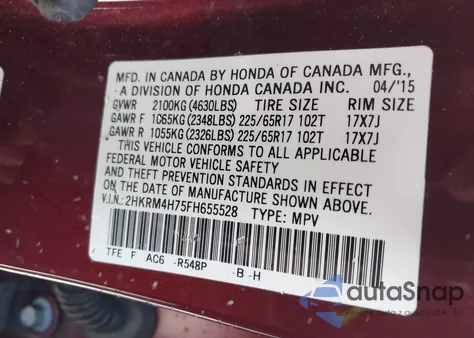 MFD. IN CANADA BY HONDA OF CANADA MFG.,
A DIVISION OF HONDA CANADA INC. 04/'15
GVWR 2100KG(4630LBS) TIRE SIZE RIM SIZE
GAWR F 1065KG(2348LBS) 225/65R17 102T 17X7J
GAWR R 1055KG(2326LBS) 225/65R17 102T 17X7J
THIS VEHICLE CONFORMS TO ALL APPLICABLE
FEDERAL MOTOR VEHICLE SAFETY
AND THEFT PREVENTION STANDARDS IN EFFECT
ON THE DATE OF MANUFACTURE SHOWN ABOVE.
V.I.N.:2HKRM4H75FH655528 TYPE: MPV
TFE F AC6 -R548P -B -H
autoSnap